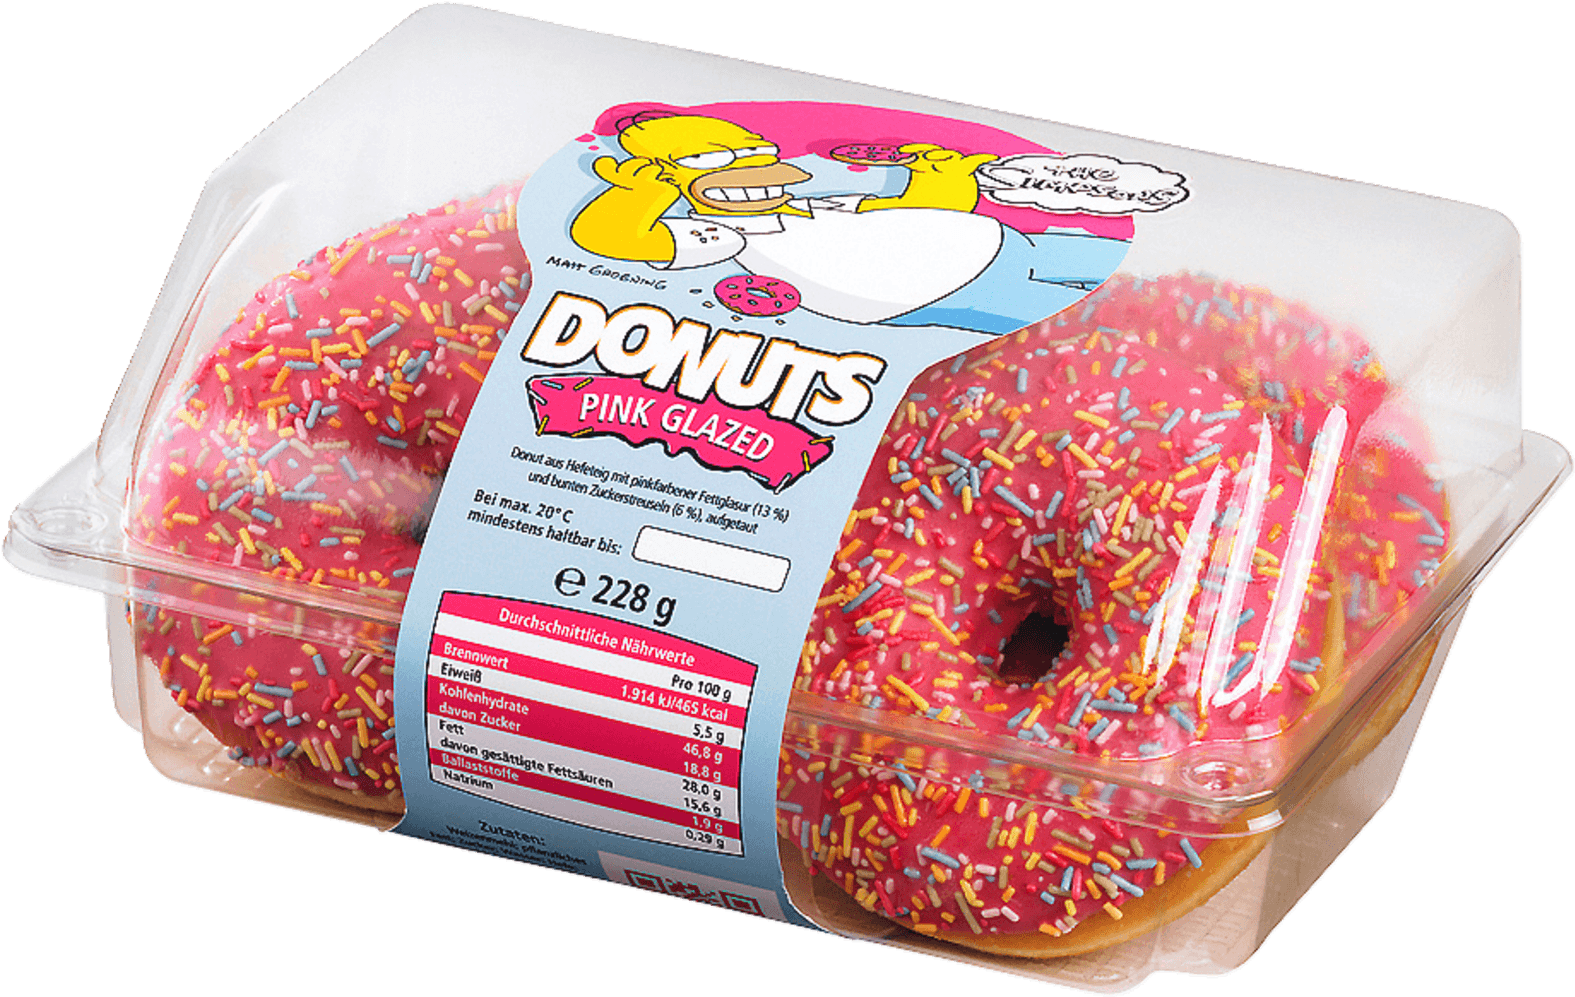 THE
SIMPSONS
MATT GROENING
DONUTS
PINK GLAZED
Donut aus Hefeteig mit pinkfarbener Fettglasur (13 %)
und bunten Zuckerstreuseln (6 %), aufgetaut
Bei max. 20°C
mindestens haltbar bis:
℮ 228 g
Durchschnittliche Nährwerte
Pro 100 g
Brennwert 1.914 kJ/465 kcal
Eiweiß 5,5 g
Kohlenhydrate 46,8 g
davon Zucker 18,8 g
Fett 28,0 g
davon gesättigte Fettsäuren 15,6 g
Ballaststoffe 1,9 g
Natrium 0,29 g
Zutaten:
Weizenmehl, pflanzliches